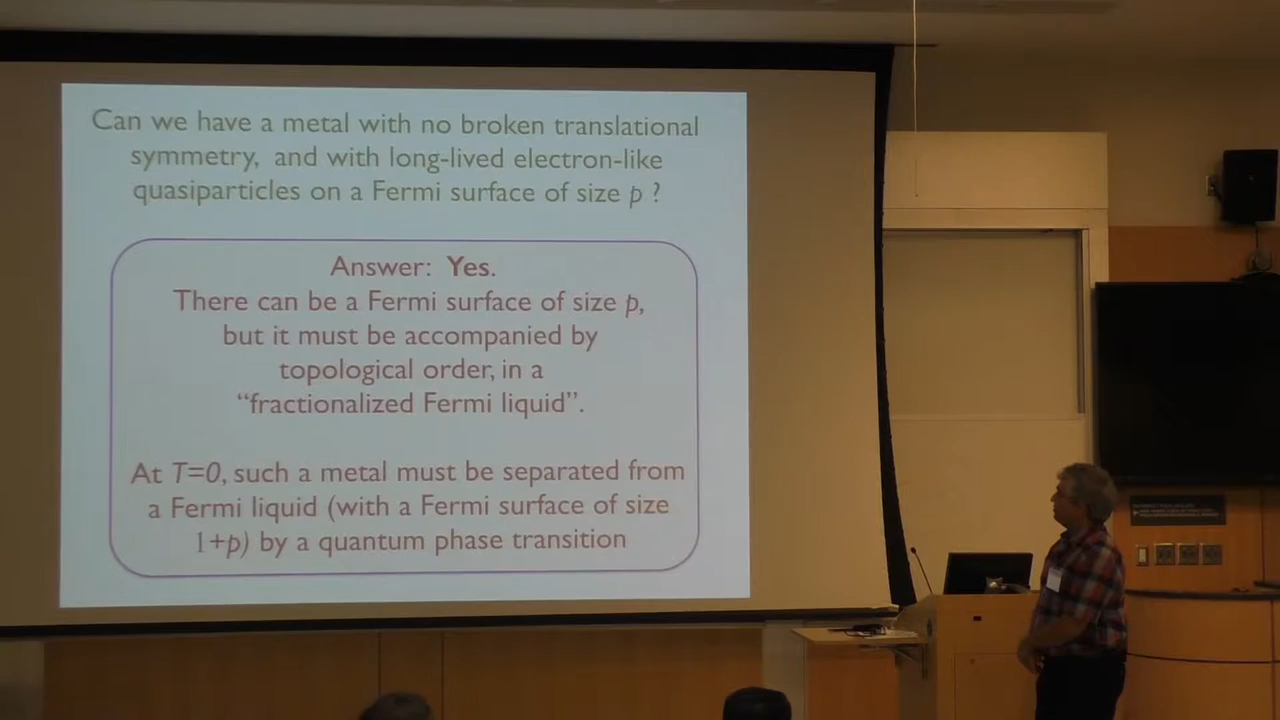 Can we have a metal with no broken translational
symmetry, and with long-lived electron-like
quasiparticles on a Fermi surface of size p ?
Answer: Yes.
There can be a Fermi surface of size p,
but it must be accompanied by
topological order, in a
“fractionalized Fermi liquid”.
At T=0, such a metal must be separated from
a Fermi liquid (with a Fermi surface of size
1+p) by a quantum phase transition